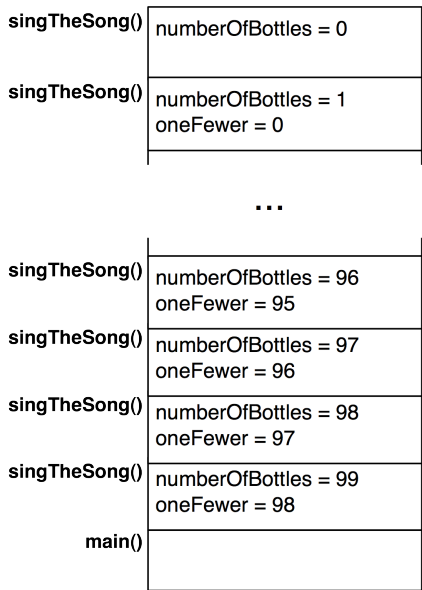 singTheSong()
numberOfBottles = 0
singTheSong()
numberOfBottles = 1
oneFewer = 0
...
singTheSong()
numberOfBottles = 96
oneFewer = 95
singTheSong()
numberOfBottles = 97
oneFewer = 96
singTheSong()
numberOfBottles = 98
oneFewer = 97
singTheSong()
numberOfBottles = 99
oneFewer = 98
main()